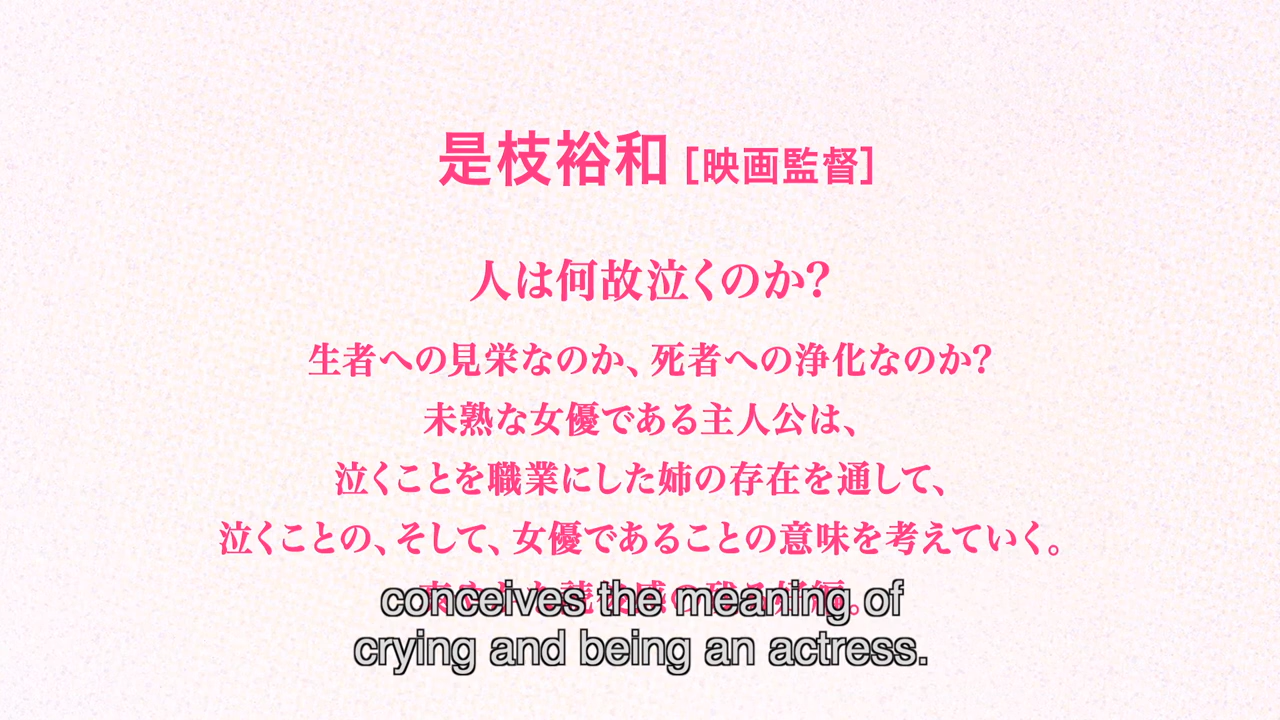 是枝裕和［映画監督］
人は何故泣くのか？
生者への見栄なのか、死者への浄化なのか？
未熟な女優である主人公は、
泣くことを職業にした姉の存在を通して、
泣くことの、そして、女優であることの意味を考えていく。
conceives the meaning of
crying and being an actress.